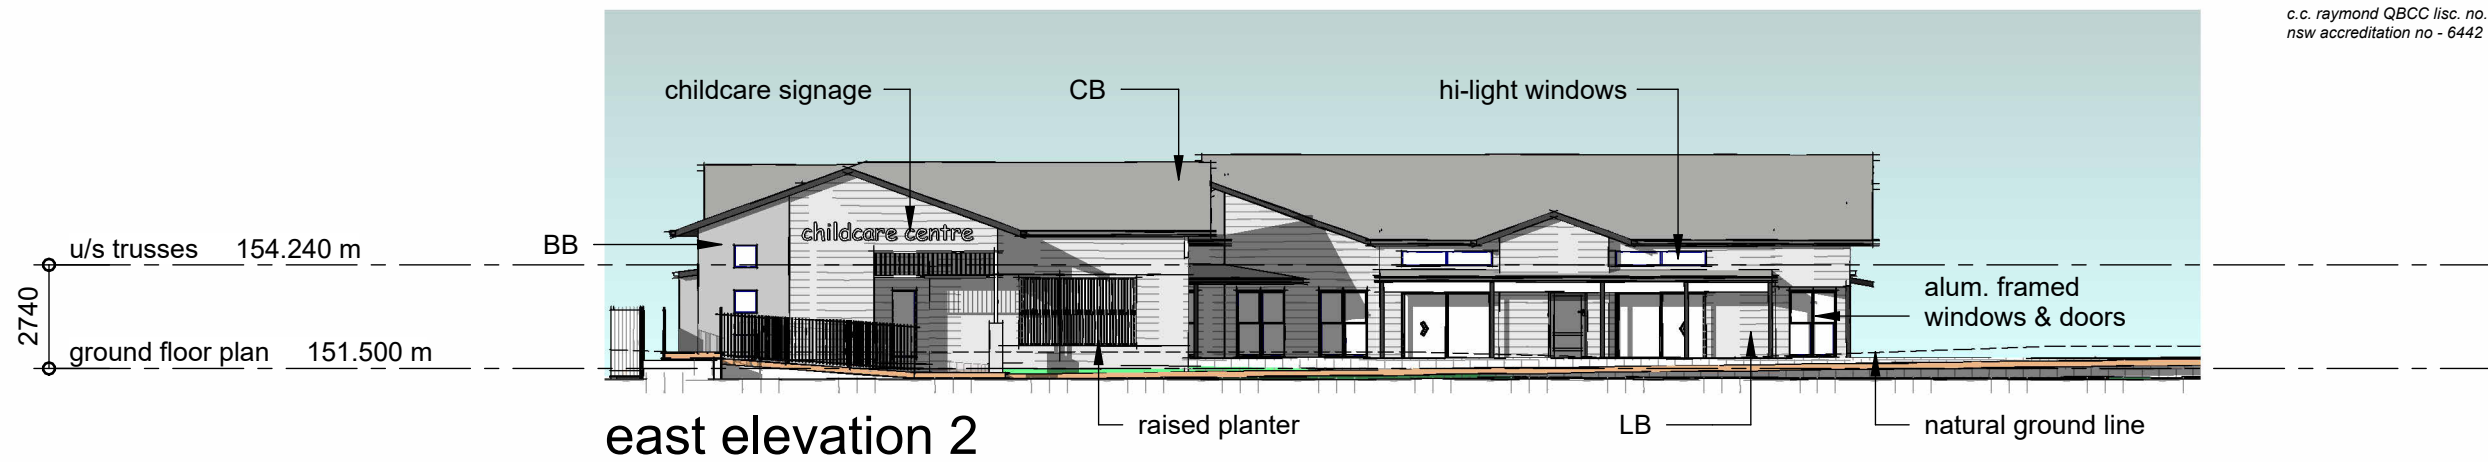 c.c. raymond QBCC lisc. no.
nsw accreditation no - 6442
childcare signage
CB
hi-light windows
childcare centre
BB
u/s trusses 154.240 m
2740
alum. framed
windows & doors
ground floor plan 151.500 m
raised planter
LB
natural ground line
east elevation 2